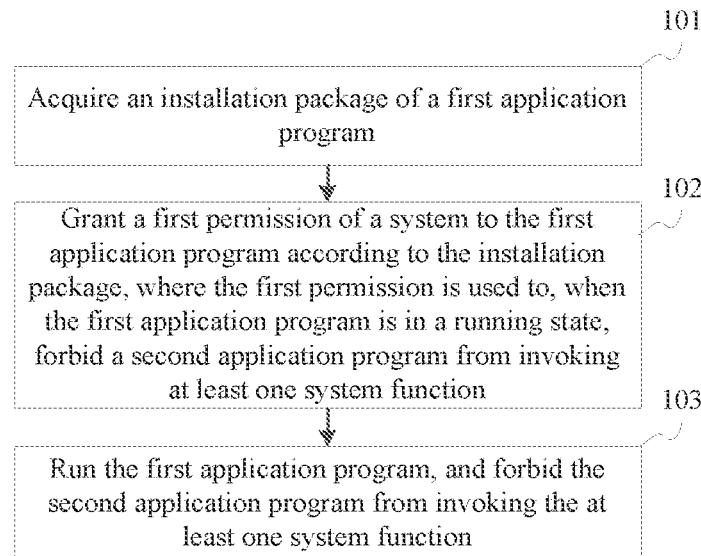 101
Acquire an installation package of a first application
program
102
Grant a first permission of a system to the first
application program according to the installation
package, where the first permission is used to, when
the first application program is in a running state,
forbid a second application program from invoking
at least one system function
103
Run the first application program, and forbid the
second application program from invoking the at
least one system function